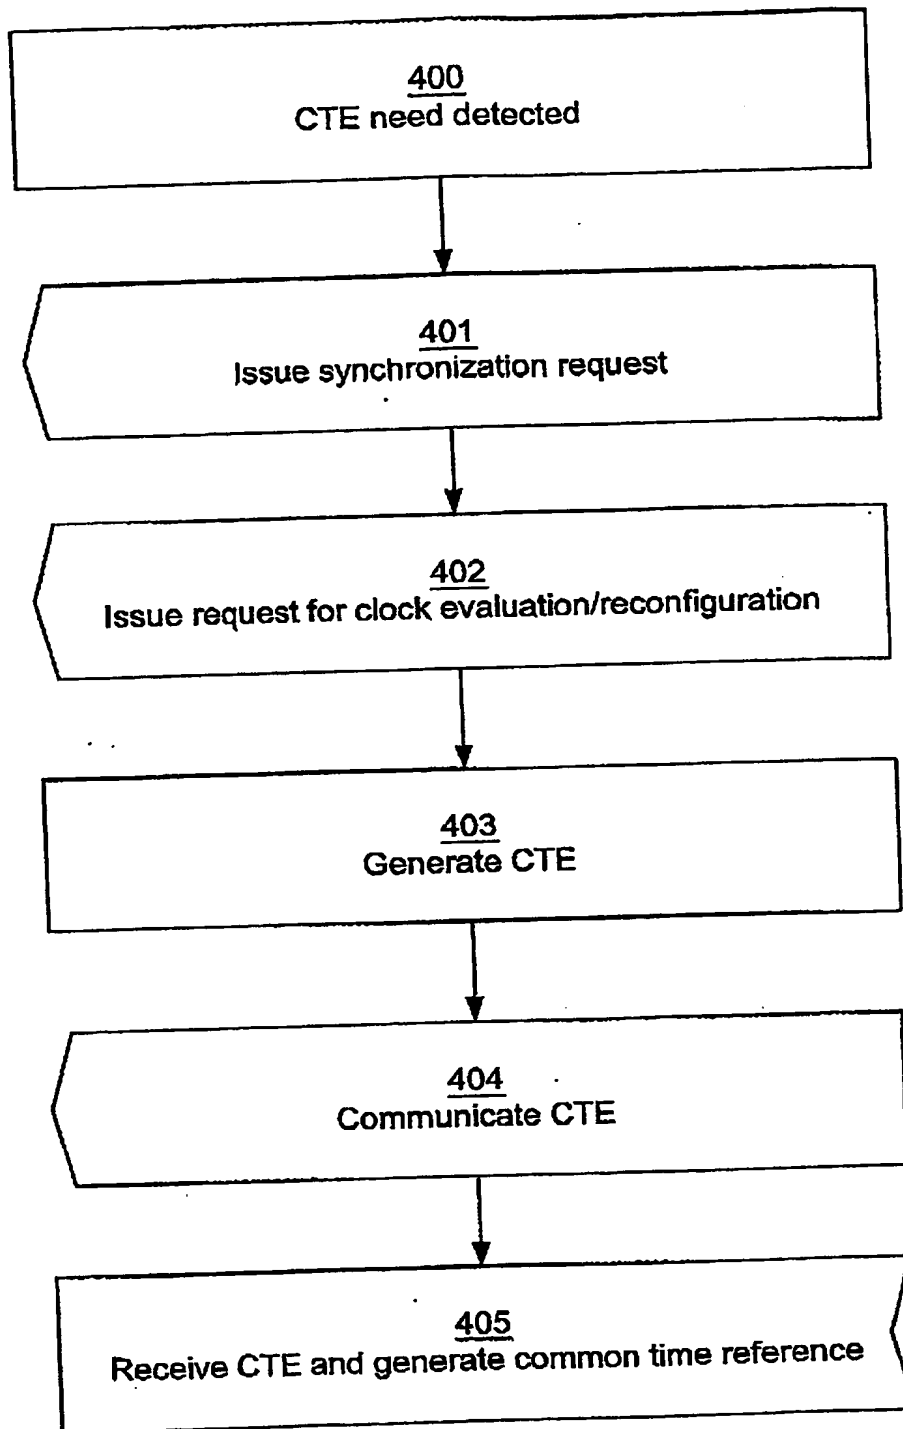 400
CTE need detected
401
Issue synchronization request
402
Issue request for clock evaluation/reconfiguration
403
Generate CTE
404
Communicate CTE
405
Receive CTE and generate common time reference